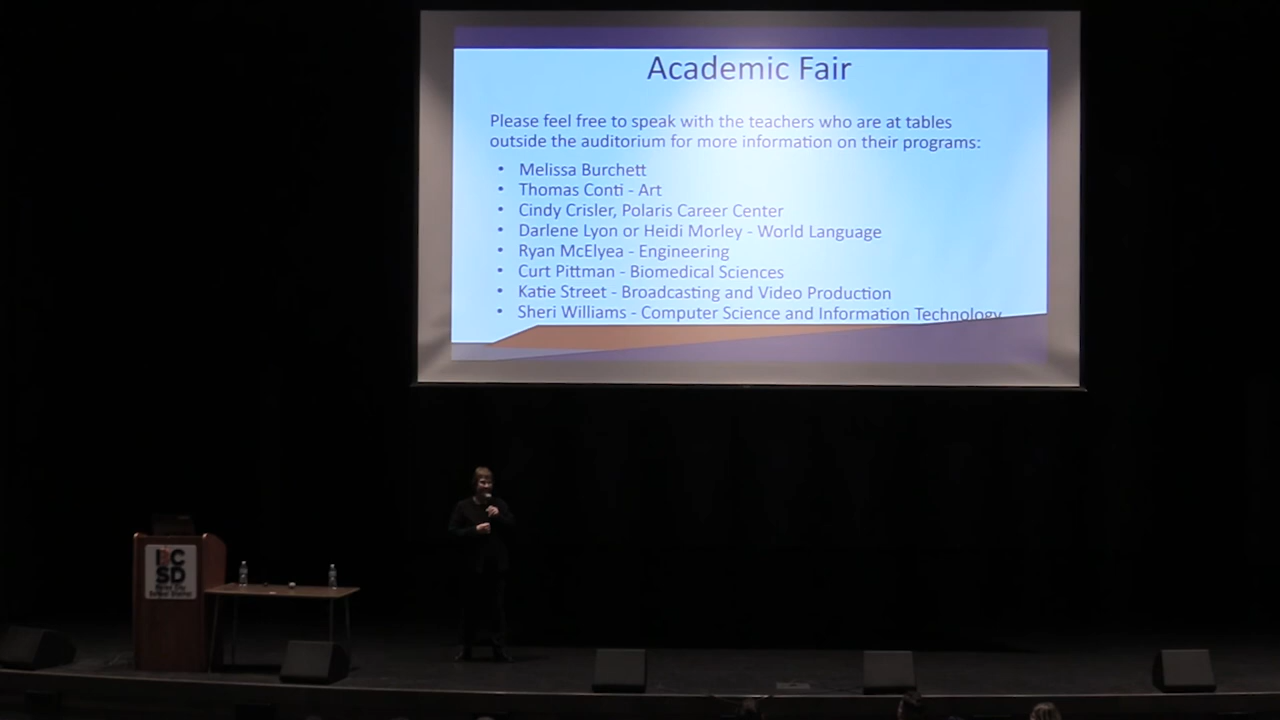 Academic Fair
Please feel free to speak with the teachers who are at tables
outside the auditorium for more information on their programs:
• Melissa Burchett
• Thomas Conti - Art
• Cindy Crisler, Polaris Career Center
• Darlene Lyon or Heidi Morley - World Language
• Ryan McElyea - Engineering
• Curt Pittman - Biomedical Sciences
• Katie Street - Broadcasting and Video Production
• Sheri Williams - Computer Science and Information Technology
SD